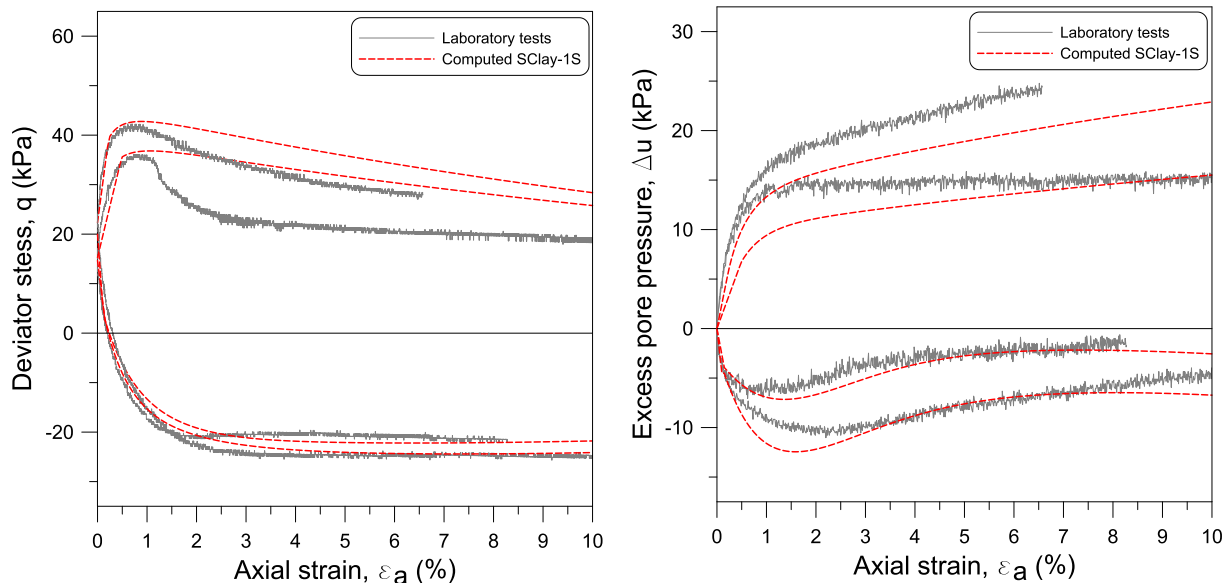 60
40
20
0
-20
Deviator stess, q (kPa)
Laboratory tests
Computed SClay-1S
0 1 2 3 4 5 6 7 8 9 10
Axial strain, εa (%)
30
20
10
0
-10
Excess pore pressure, Δu (kPa)
Laboratory tests
Computed SClay-1S
0 1 2 3 4 5 6 7 8 9 10
Axial strain, εa (%)